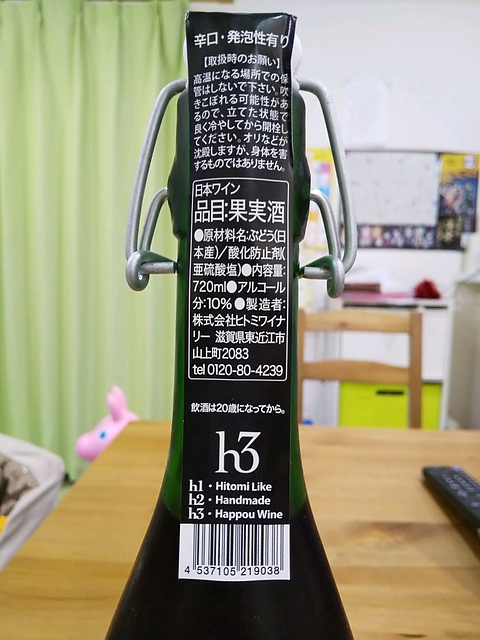 辛口・発泡性有り
【取扱時のお願い】
高温になる場所での保
管はしないで下さい。吹
きこぼれる可能性があ
るので、立てた状態で
良く冷やしてから開栓し
てください。オリなどが
沈殿しますが、身体を害
するものではありません。
日本ワイン
品目:果実酒
●原材料名:ぶどう(日
本産)/酸化防止剤(
亜硫酸塩)●内容量:
720ml●アルコール
分:10%●製造者:
株式会社ヒトミワイナ
リー 滋賀県東近江市
山上町2083
tel 0120-80-4239
飲酒は20歳になってから。
h3
h1・Hitomi Like
h2・Handmade
h3・Happou Wine
4 537105 219038